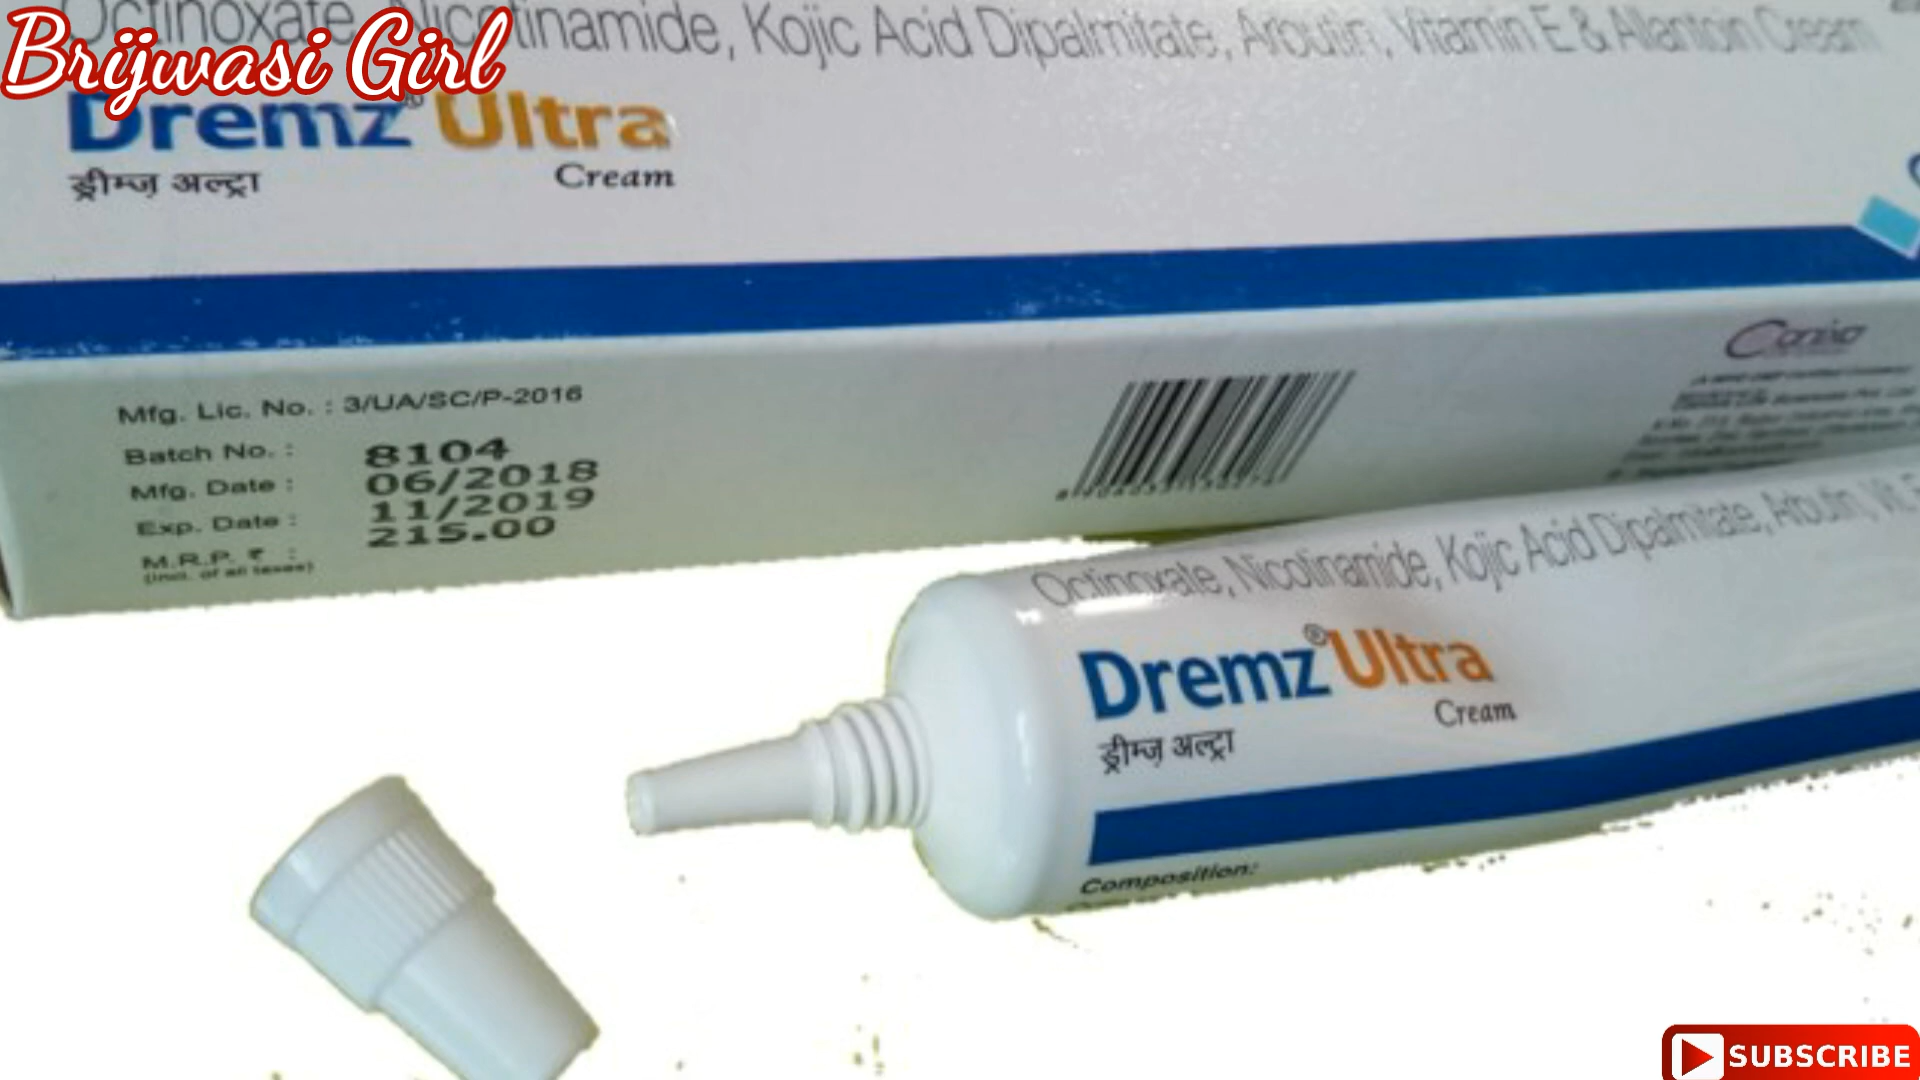 Octinoxate, Nicotinamide, Kojic Acid Dipalmitate, Arbutin, Vitamin E & Allantoin Cream
Brijwasi Girl
Dremz® Ultra
Cream
ड्रीम्ज़ अल्ट्रा
Mfg. Lic. No. : 3/UA/SC/P-2016
Batch No. : 8104
Mfg. Date : 06/2018
Exp. Date : 11/2019
M.R.P. ₹ : 215.00
(Incl. of all taxes)
Octinoxate, Nicotinamide, Kojic Acid Dipalmitate, Arbutin, Vit. E
Dremz® Ultra
Cream
ड्रीम्ज़ अल्ट्रा
Composition:
SUBSCRIBE